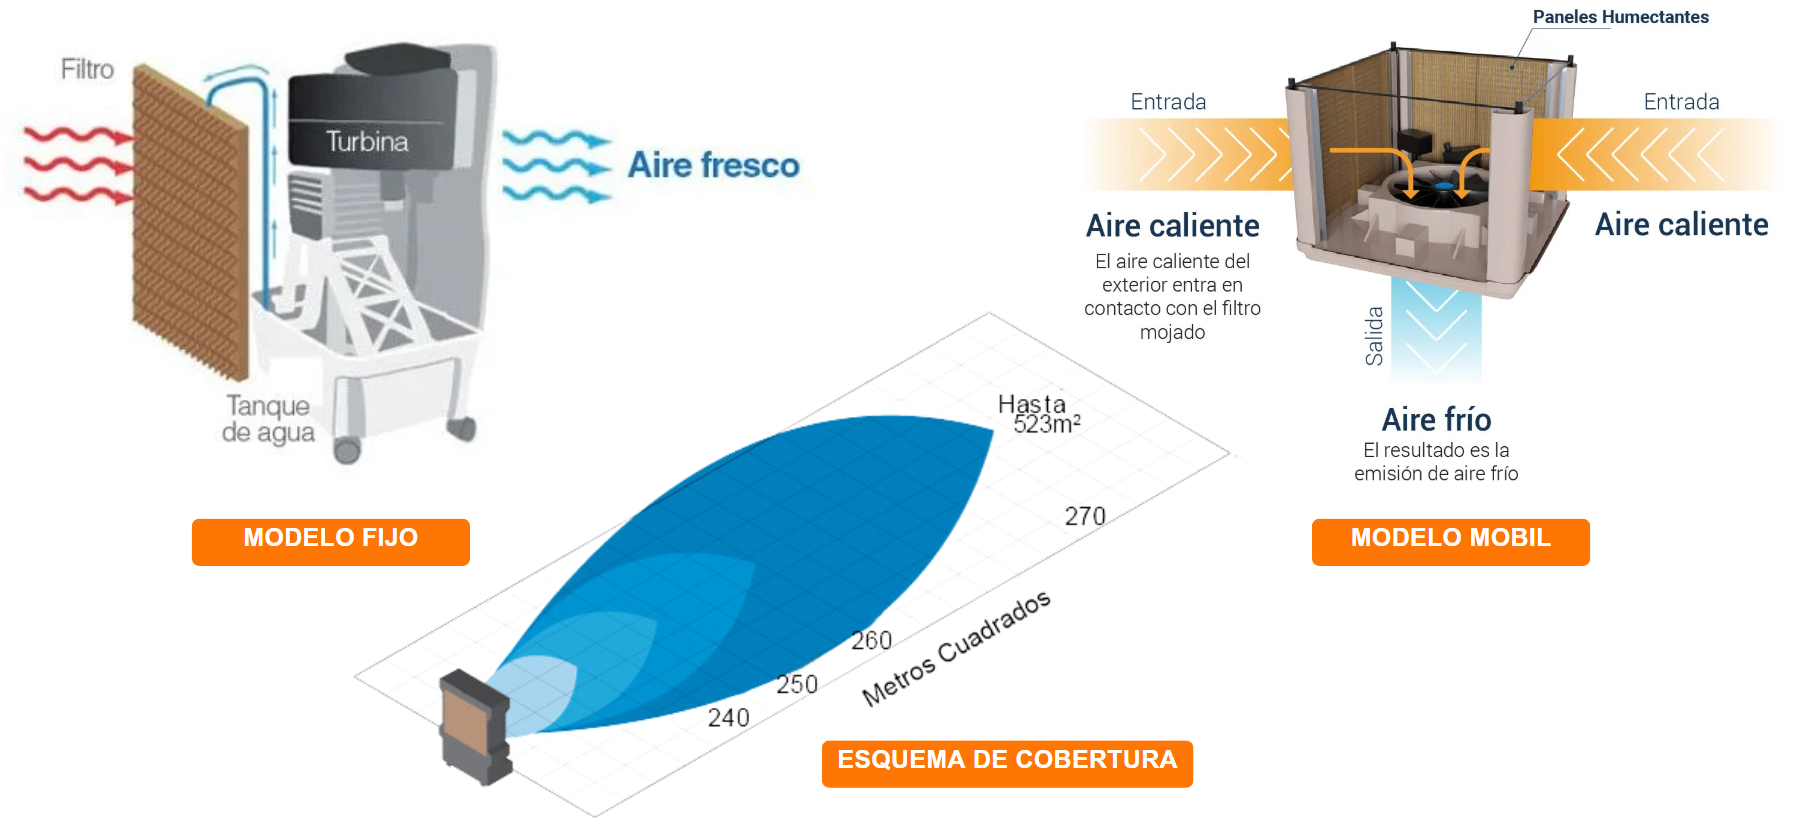 Filtro
Turbina
Aire fresco
Tanque
de agua
MODELO FIJO
Paneles Humectantes
Entrada
Entrada
Aire caliente
El aire caliente del
exterior entra en
contacto con el filtro
mojado
Aire caliente
Salida
Aire frío
El resultado es la
emisión de aire frío
MODELO MOBIL
Hasta
523m²
270
260
250
240
Metros Cuadrados
ESQUEMA DE COBERTURA